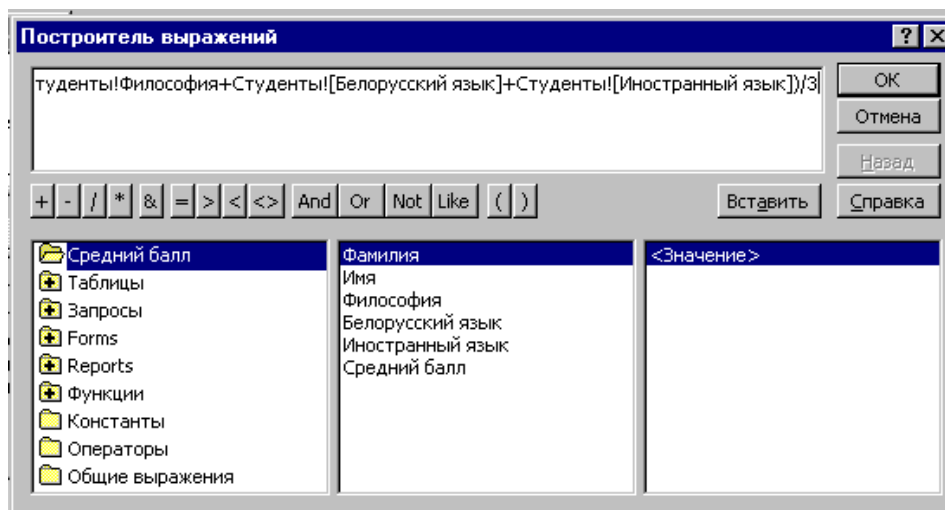 Построитель выражений
? X
туденты!Философия+Студенты![Белорусский язык]+Студенты![Иностранный язык])/3
ОК
Отмена
Назад
+ - / * & = > < <> And Or Not Like ( ) Вставить Справка
Средний балл
Таблицы
Запросы
Forms
Reports
Функции
Константы
Операторы
Общие выражения
Фамилия
Имя
Философия
Белорусский язык
Иностранный язык
Средний балл
<Значение>